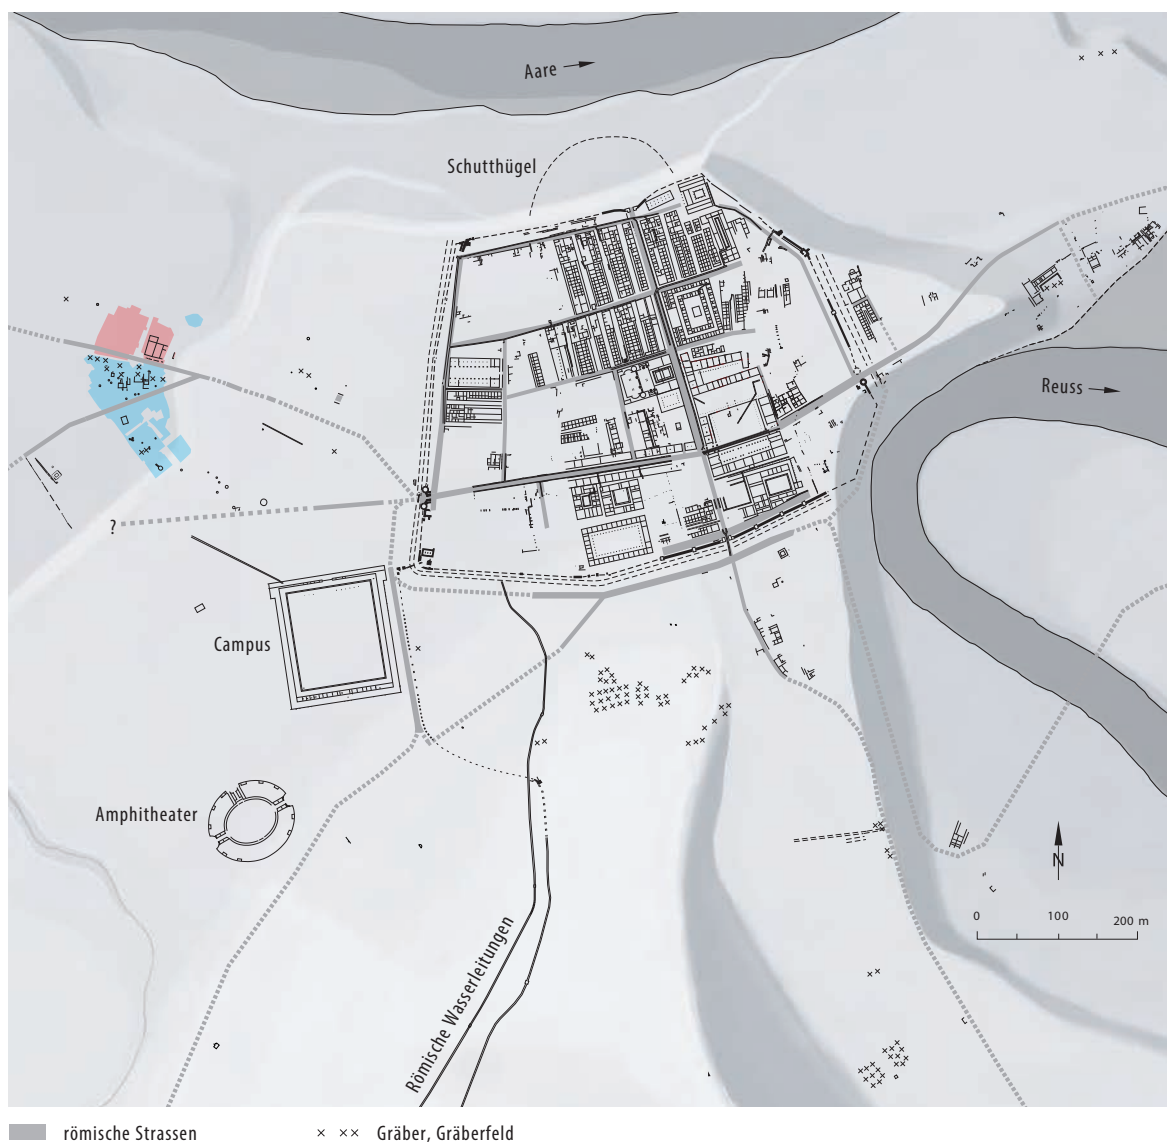 Aare
Schutthügel
Reuss
?
Campus
Amphitheater
N
0 100 200 m
Römische Wasserleitungen
römische Strassen
Gräber, Gräberfeld